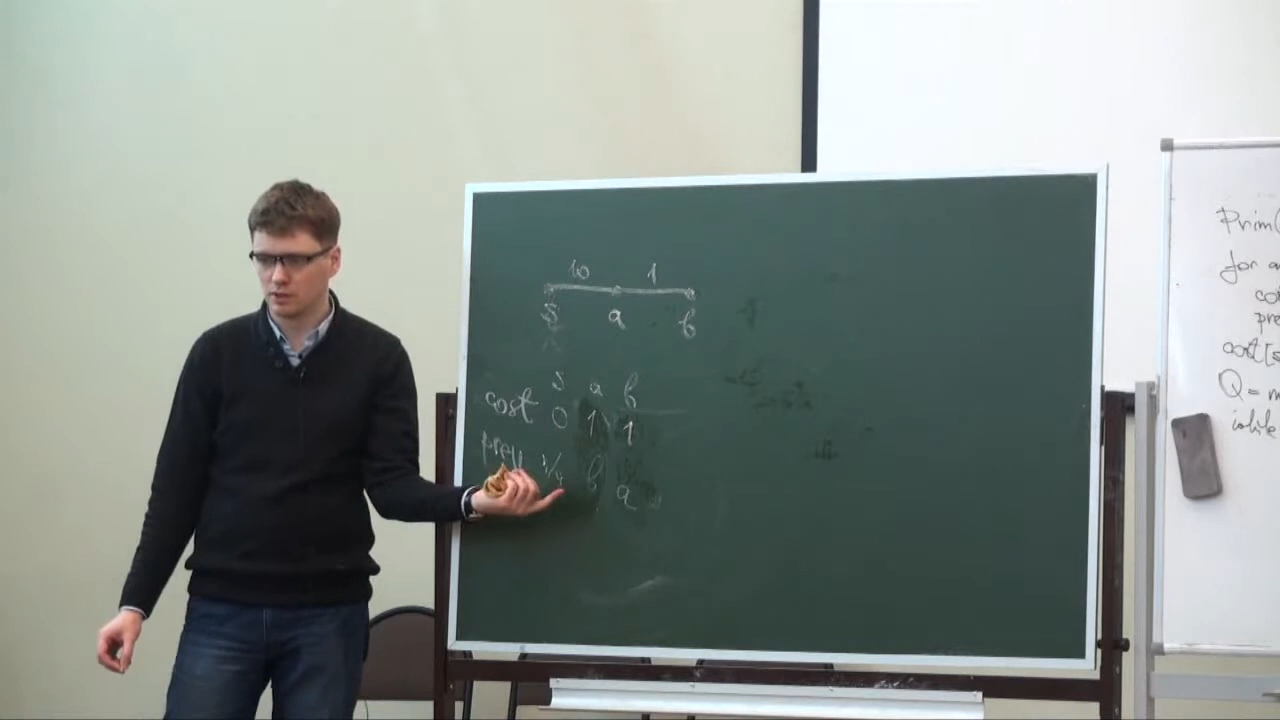 10 1
S a b
S a b
cost 0 1 1
prev b a
Prim(
for a
co
pre
cost[s
Q = m
while